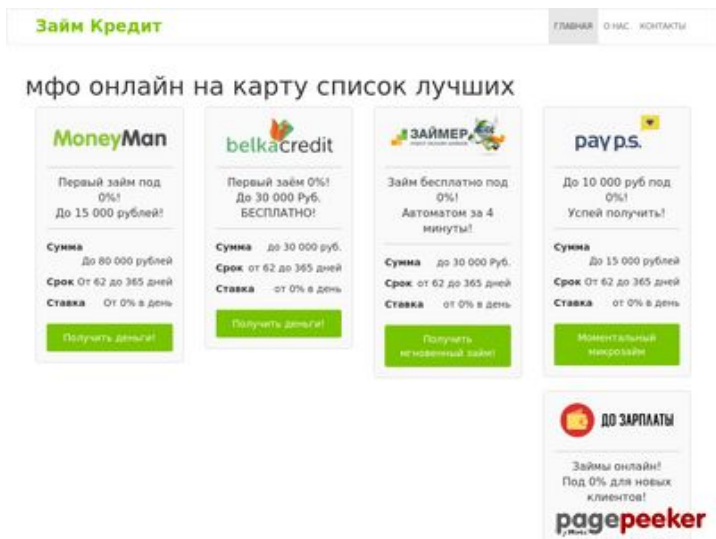 Займ Кредит
ГЛАВНАЯ О НАС. КОНТАКТЫ
мфо онлайн на карту список лучших
MoneyMan
Первый займ под
0%!
До 15 000 рублей!
Сумма
До 80 000 рублей
Срок От 62 до 365 дней
Ставка От 0% в день
Получить деньги!
belkacredit
Первый заём 0%!
До 30 000 Руб.
БЕСПЛАТНО!
Сумма до 30 000 руб.
Срок от 62 до 365 дней
Ставка от 0% в день
Получить деньги!
ЗАЙМЕР
Займ бесплатно под
0%!
Автоматом за 4
минуты!
Сумма до 30 000 Руб.
Срок от 62 до 365 дней
Ставка от 0% в день
Получить
мгновенный займ!
pay p.s.
До 10 000 руб под
0%!
Успей получить!
Сумма
До 15 000 рублей
Срок От 62 до 365 дней
Ставка от 0% в день
Моментальный
микрозайм
ДО ЗАРПЛАТЫ
Займы онлайн!
Под 0% для новых
клиентов!
pagepeeker